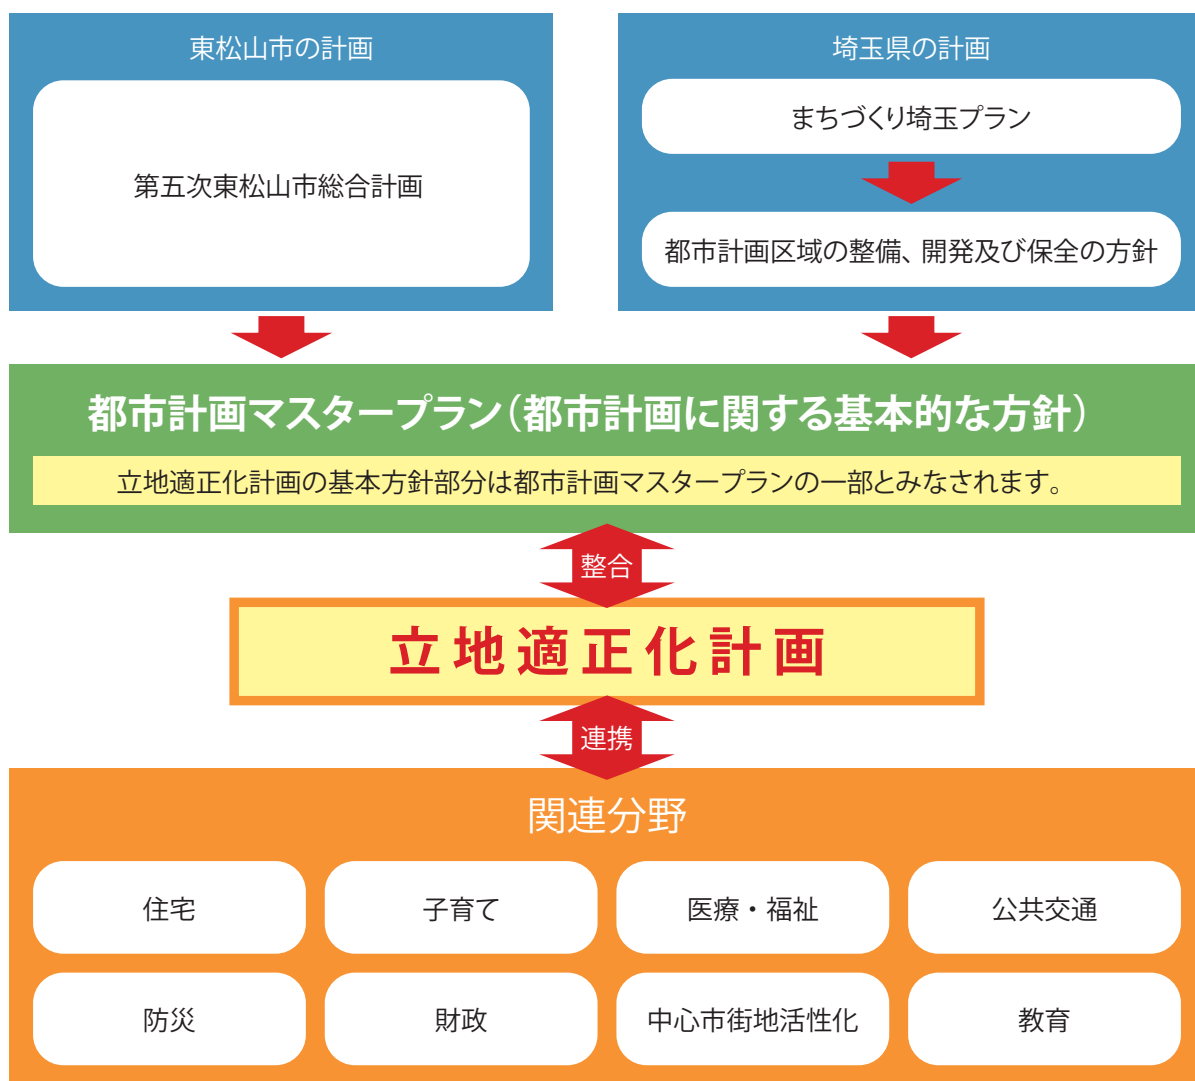 東松山市の計画
第五次東松山市総合計画
埼玉県の計画
まちづくり埼玉プラン
都市計画区域の整備、開発及び保全の方針
都市計画マスタープラン（都市計画に関する基本的な方針）
立地適正化計画の基本方針部分は都市計画マスタープランの一部とみなされます。
整合
立地適正化計画
連携
関連分野
住宅
子育て
医療・福祉
公共交通
防災
財政
中心市街地活性化
教育